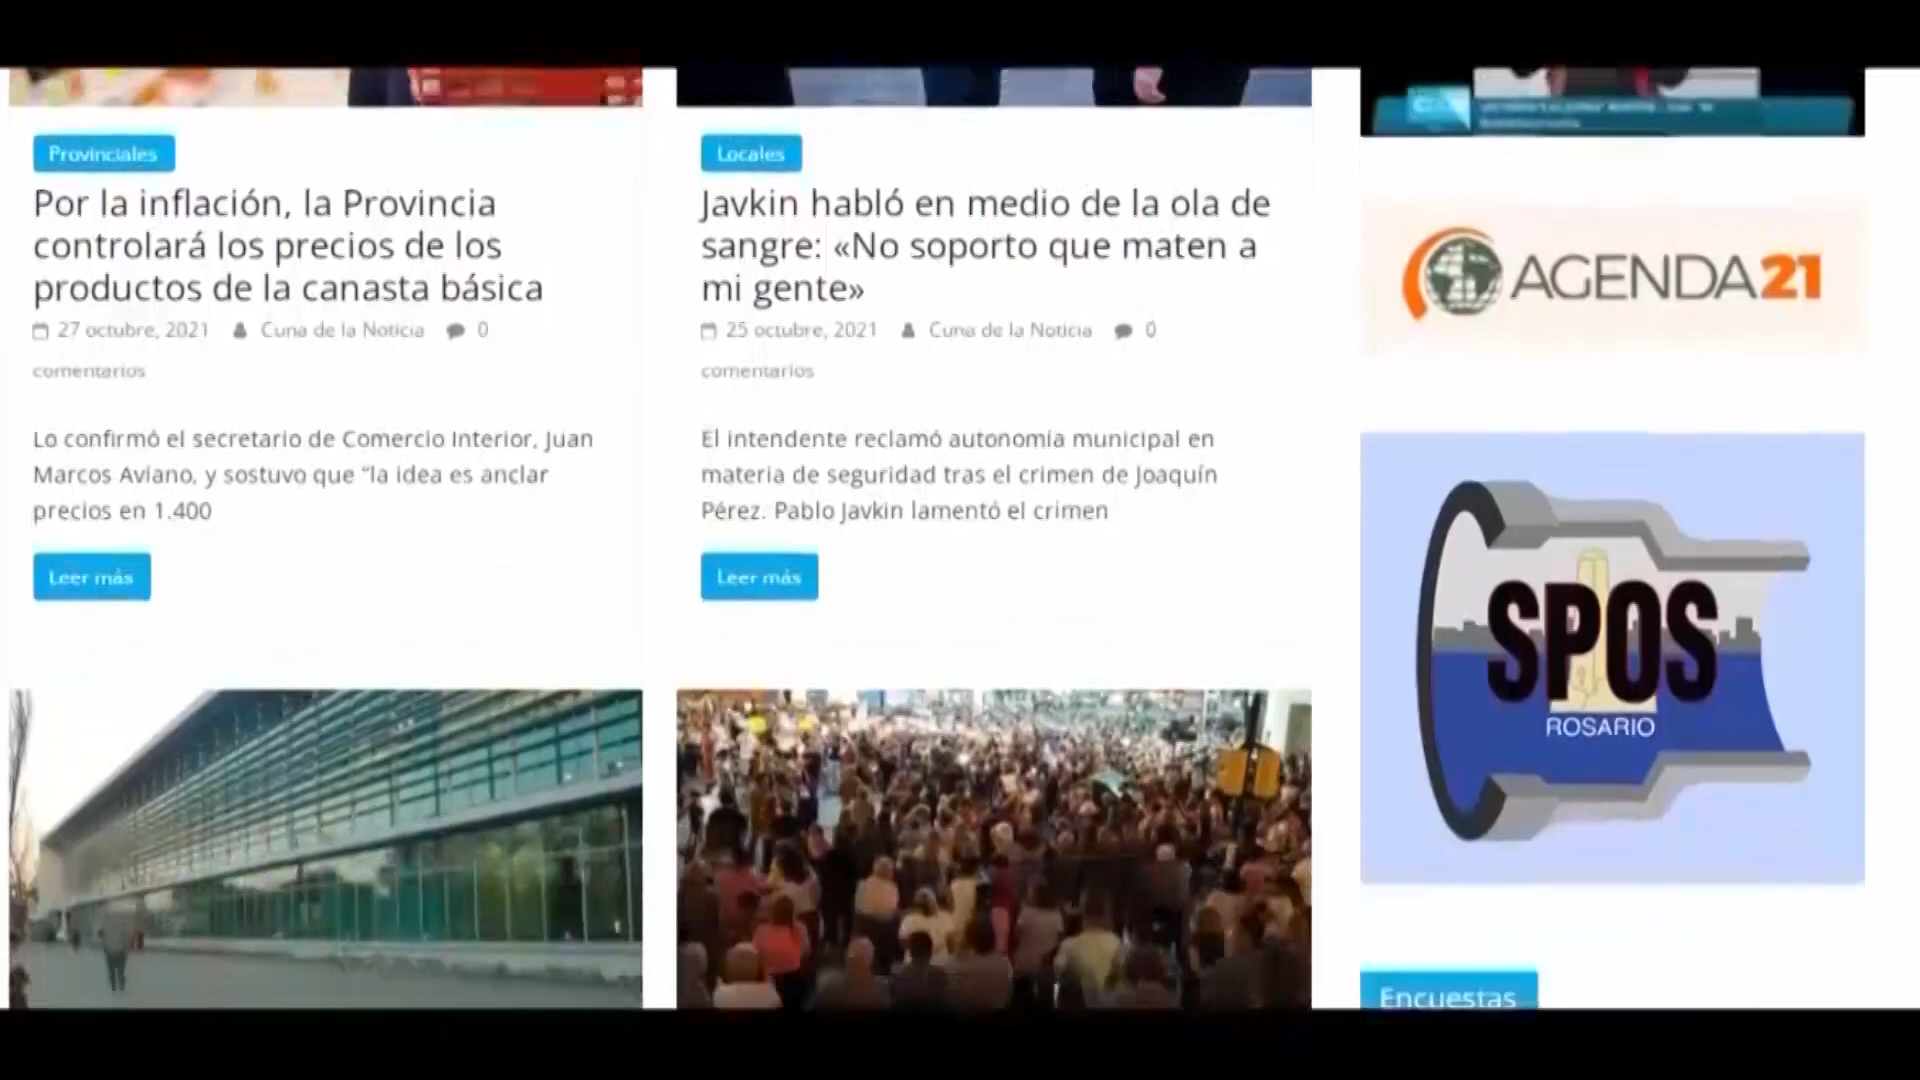 Provinciales
Por la inflación, la Provincia
controlará los precios de los
productos de la canasta básica
27 octubre, 2021 Cuna de la Noticia 0
comentarios
Lo confirmó el secretario de Comercio Interior, Juan
Marcos Aviano, y sostuvo que “la idea es anclar
precios en 1.400
Leer más
Locales
Javkin habló en medio de la ola de
sangre: «No soporto que maten a
mi gente»
25 octubre, 2021 Cuna de la Noticia 0
comentarios
El intendente reclamó autonomía municipal en
materia de seguridad tras el crimen de Joaquín
Pérez. Pablo Javkin lamentó el crimen
Leer más
AGENDA21
SPOS
ROSARIO
Encuestas